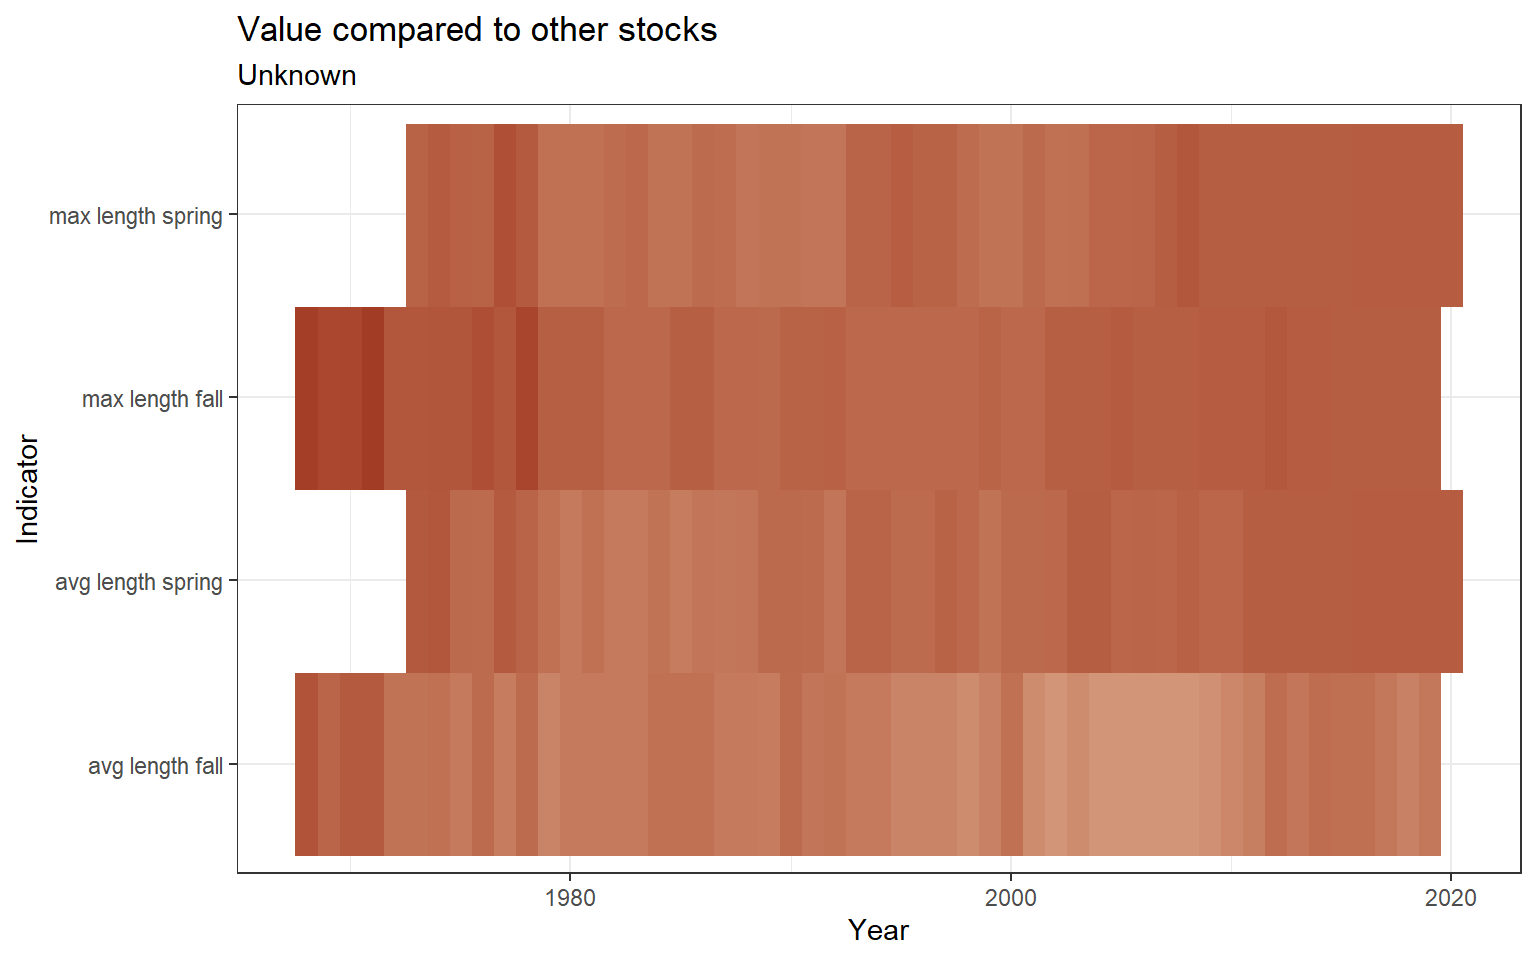 Value compared to other stocks
Unknown
max length spring
max length fall
avg length spring
avg length fall
Indicator
1980
2000
2020
Year